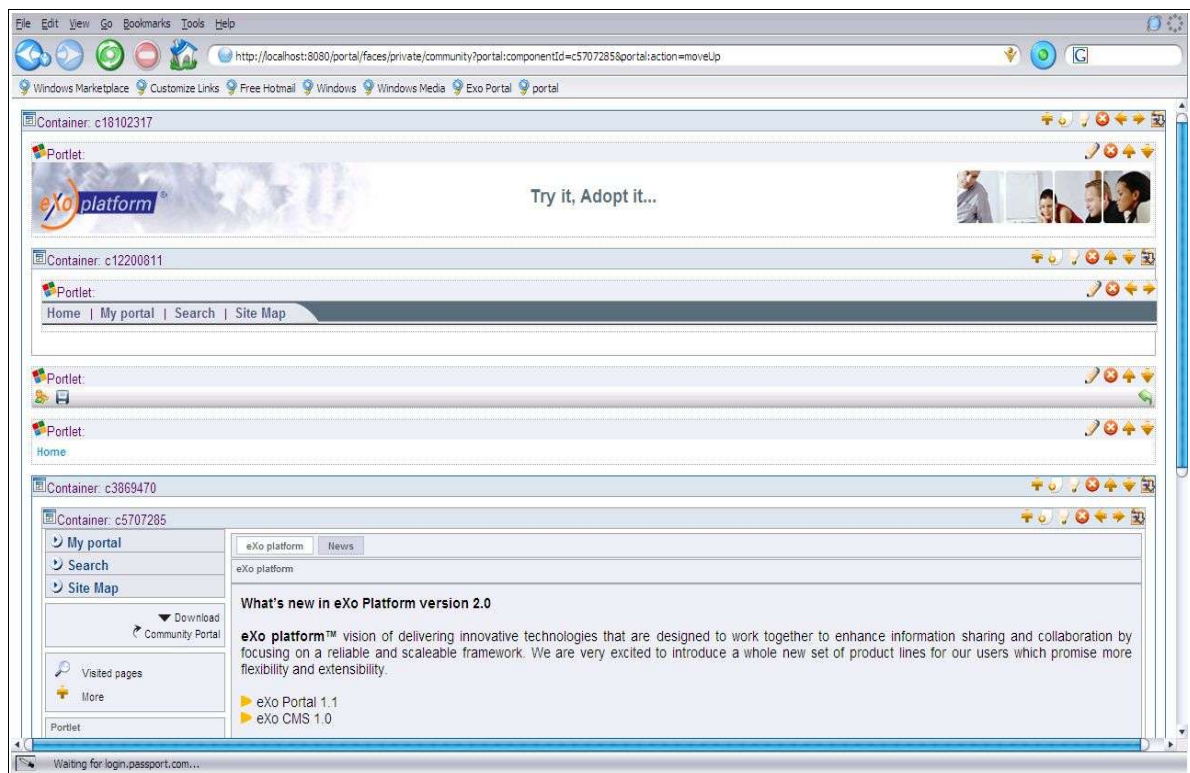 File Edit View Go Bookmarks Tools Help
http://localhost:8080/portal/faces/private/community?portal:componentId=c5707285&portal:action=moveUp
G
Windows Marketplace Customize Links Free Hotmail Windows Windows Media Exo Portal portal
Container: c18102317
Portlet:
eXo platform ®
Try it, Adopt it...
Container: c12200811
Portlet:
Home | My portal | Search | Site Map
Portlet:
Portlet:
Home
Container: c3869470
Container: c5707285
My portal
Search
Site Map
Download
Community Portal
Visited pages
More
Portlet
eXo platform News
eXo platform
What's new in eXo Platform version 2.0
eXo platform™ vision of delivering innovative technologies that are designed to work together to enhance information sharing and collaboration by
focusing on a reliable and scaleable framework. We are very excited to introduce a whole new set of product lines for our users which promise more
flexibility and extensibility.
eXo Portal 1.1
eXo CMS 1.0
Waiting for login.passport.com...